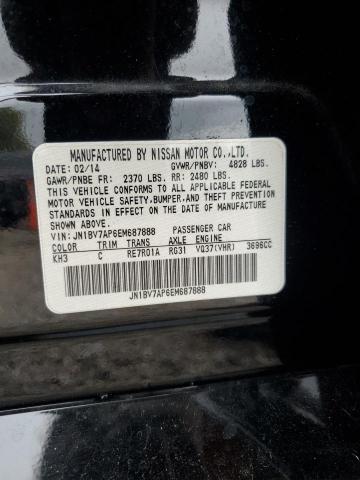 MANUFACTURED BY NISSAN MOTOR CO.,LTD.
DATE: 02/14 GVWR/PNBV: 4828 LBS.
GAWR/PNBE FR: 2370 LBS. RR: 2480 LBS.
THIS VEHICLE CONFORMS TO ALL APPLICABLE FEDERAL
MOTOR VEHICLE SAFETY,BUMPER,AND THEFT PREVENTION
STANDARDS IN EFFECT ON THE DATE OF MANUFACTURE
SHOWN ABOVE.
VIN: JN1BV7AP6EM687888 PASSENGER CAR
COLOR TRIM TRANS AXLE ENGINE
KH3 C RE7R01A RG31 VQ37(VHR) 3696CC
JN1BV7AP6EM687888